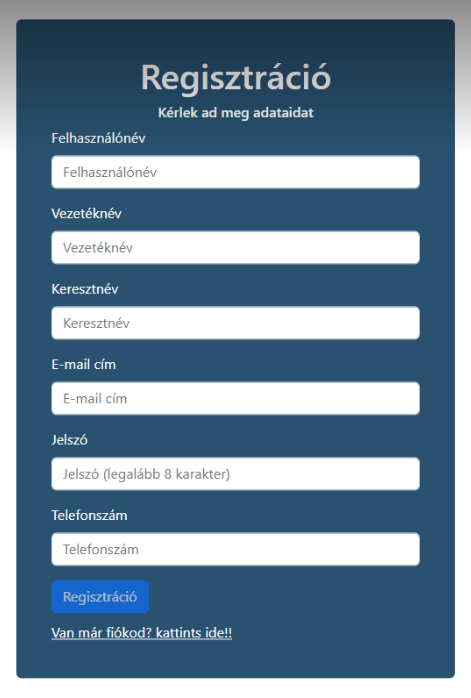 Regisztráció
Kérlek ad meg adataidat
Felhasználónév
Felhasználónév
Vezetéknév
Vezetéknév
Keresztnév
Keresztnév
E-mail cím
E-mail cím
Jelszó
Jelszó (legalább 8 karakter)
Telefonszám
Telefonszám
Regisztráció
Van már fiókod? kattints ide!!